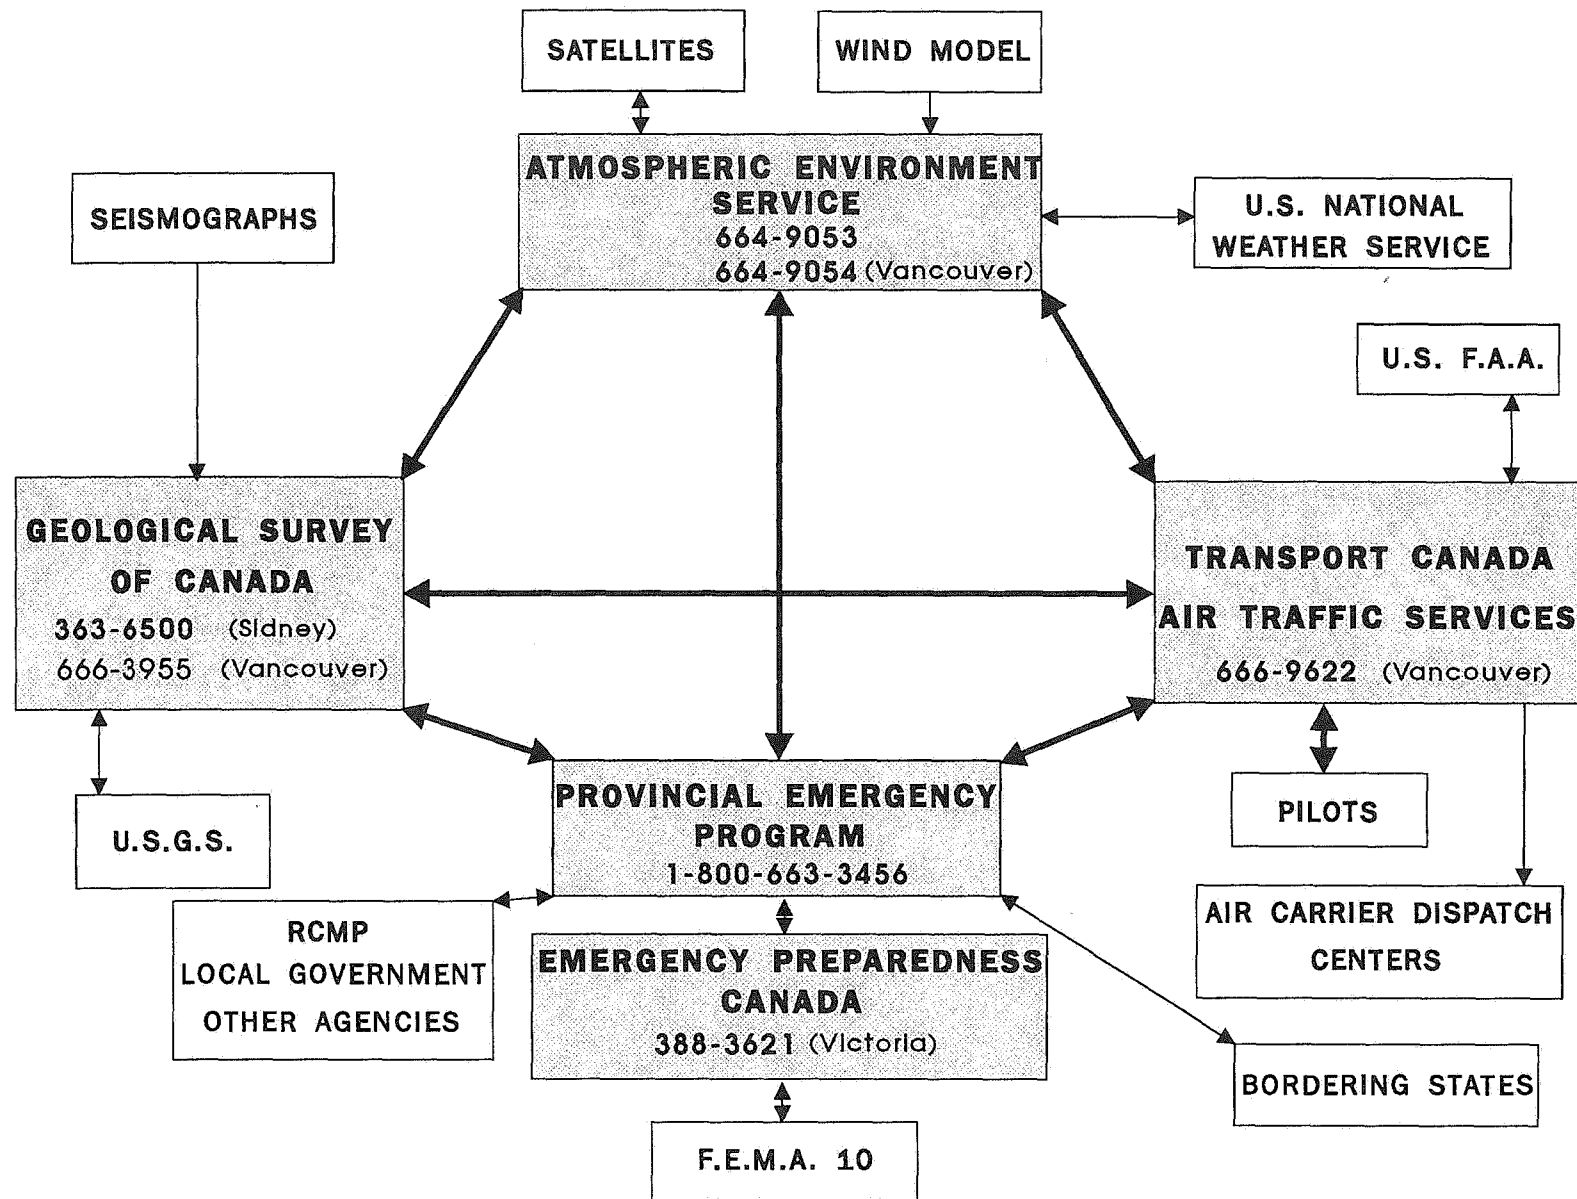 SATELLITES
WIND MODEL
ATMOSPHERIC ENVIRONMENT
SERVICE
664-9053
664-9054 (Vancouver)
SEISMOGRAPHS
U.S. NATIONAL
WEATHER SERVICE
U.S. F.A.A.
GEOLOGICAL SURVEY
OF CANADA
363-6500 (Sidney)
666-3955 (Vancouver)
TRANSPORT CANADA
AIR TRAFFIC SERVICES
666-9622 (Vancouver)
U.S.G.S.
PROVINCIAL EMERGENCY
PROGRAM
1-800-663-3456
PILOTS
RCMP
LOCAL GOVERNMENT
OTHER AGENCIES
EMERGENCY PREPAREDNESS
CANADA
388-3621 (Victoria)
AIR CARRIER DISPATCH
CENTERS
BORDERING STATES
F.E.M.A. 10